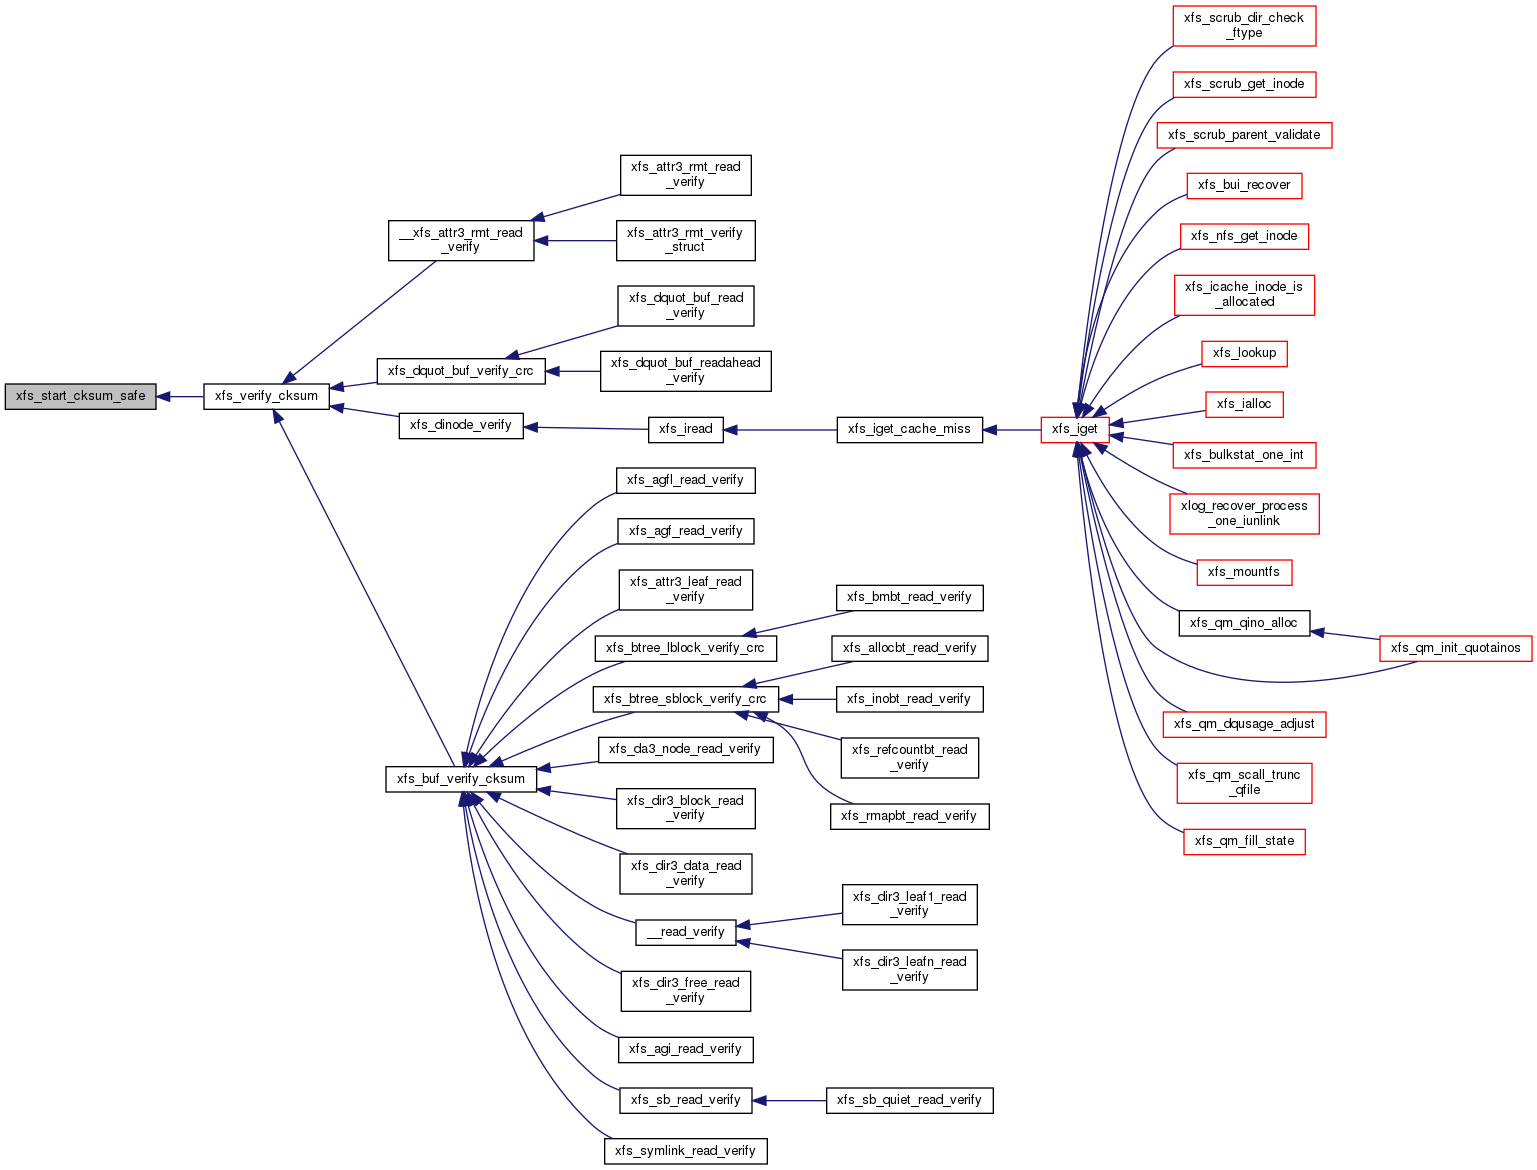 xfs_start_cksum_safe
xfs_verify_cksum
__xfs_attr3_rmt_read
_verify
xfs_attr3_rmt_read
_verify
xfs_attr3_rmt_verify
_struct
xfs_dquot_buf_verify_crc
xfs_dquot_buf_read
_verify
xfs_dquot_buf_readahead
_verify
xfs_dinode_verify
xfs_iread
xfs_iget_cache_miss
xfs_iget
xfs_scrub_dir_check
_ftype
xfs_scrub_get_inode
xfs_scrub_parent_validate
xfs_bui_recover
xfs_nfs_get_inode
xfs_icache_inode_is
_allocated
xfs_lookup
xfs_ialloc
xfs_bulkstat_one_int
xlog_recover_process
_one_iunlink
xfs_mountfs
xfs_qm_qino_alloc
xfs_qm_init_quotainos
xfs_qm_dqusage_adjust
xfs_qm_scall_trunc
_qfile
xfs_qm_fill_state
xfs_buf_verify_cksum
xfs_agfl_read_verify
xfs_agf_read_verify
xfs_attr3_leaf_read
_verify
xfs_btree_lblock_verify_crc
xfs_bmbt_read_verify
xfs_btree_sblock_verify_crc
xfs_allocbt_read_verify
xfs_inobt_read_verify
xfs_refcountbt_read
_verify
xfs_rmapbt_read_verify
xfs_da3_node_read_verify
xfs_dir3_block_read
_verify
xfs_dir3_data_read
_verify
__read_verify
xfs_dir3_leaf1_read
_verify
xfs_dir3_leafn_read
_verify
xfs_dir3_free_read
_verify
xfs_agi_read_verify
xfs_sb_read_verify
xfs_sb_quiet_read_verify
xfs_symlink_read_verify